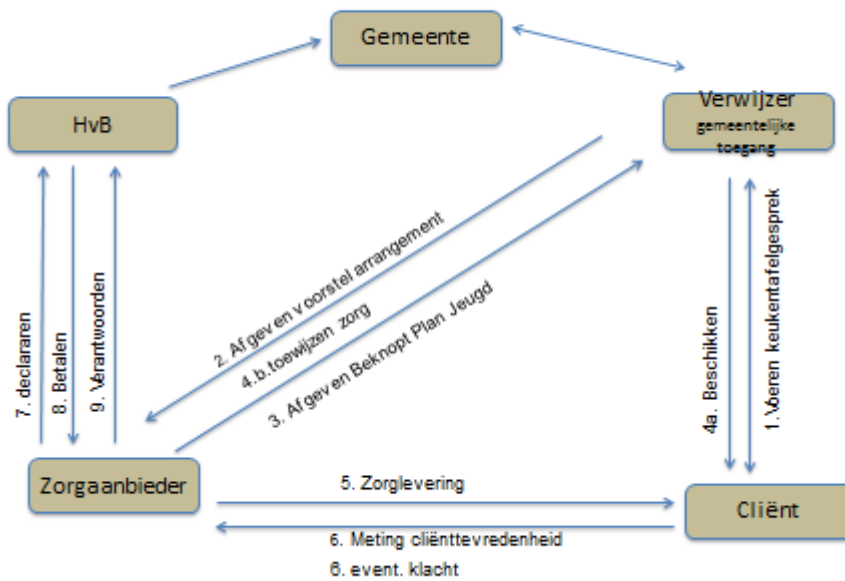 Gemeente
HvB
Verwijzer
gemeentelijke
toegang
2. Afgeven voorstel arrangement
4.b.toewijzen zorg
3. Afgeven Beknopt Plan Jeugd
7. declararen
8. Betalen
9. Verantwoorden
4a. Beschikken
1.Voeren keukentafelgesprek
Zorgaanbieder
5. Zorglevering
Cliënt
6. Meting cliënttevredenheid
6. event. klacht